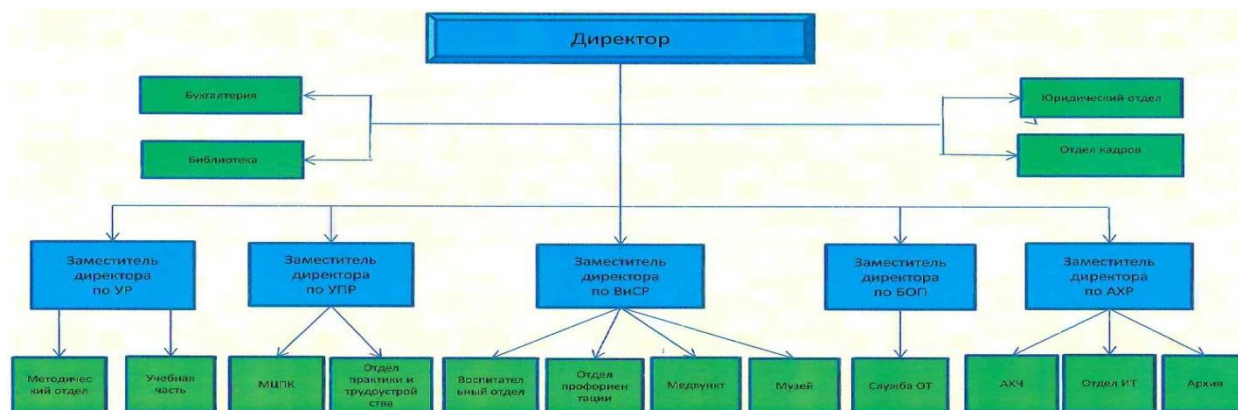 Директор
Бухгалтерия
Юридический отдел
Библиотека
Отдел кадров
Заместитель
директора
по УР
Заместитель
директора
по УПР
Заместитель
директора
по ВиСР
Заместитель
директора
по БОП
Заместитель
директора
по АХР
Методичес
кий отдел
Учебная
часть
МЦПК
Отдел
практики и
трудоустрой
ства
Воспитател
ьный отдел
Отдел
профориен
тации
Медпункт
Музей
Служба ОТ
АХЧ
Отдел ИТ
Архив